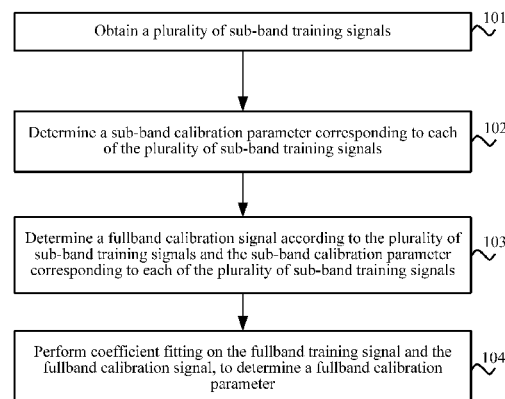 Obtain a plurality of sub-band training signals
101
Determine a sub-band calibration parameter corresponding to each
of the plurality of sub-band training signals
102
Determine a fullband calibration signal according to the plurality of
sub-band training signals and the sub-band calibration parameter
corresponding to each of the plurality of sub-band training signals
103
Perform coefficient fitting on the fullband training signal and the
fullband calibration signal, to determine a fullband calibration
parameter
104